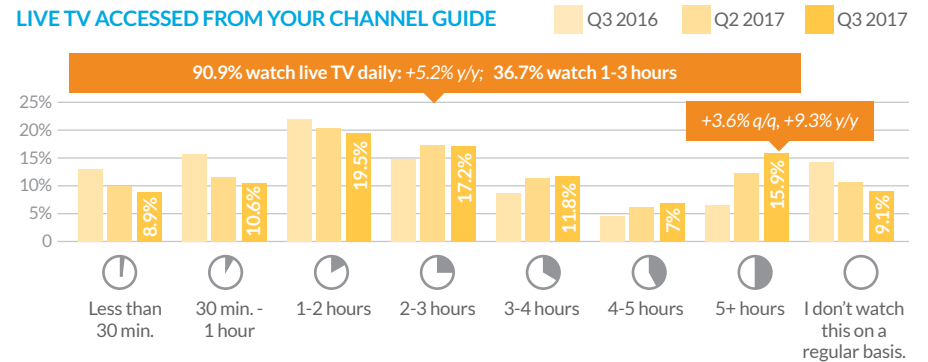 LIVE TV ACCESSED FROM YOUR CHANNEL GUIDE
Q3 2016
Q2 2017
Q3 2017
90.9% watch live TV daily: +5.2% y/y; 36.7% watch 1-3 hours
+3.6% q/q, +9.3% y/y
25%
20%
15%
10%
5%
0
8.9%
10.6%
19.5%
17.2%
11.8%
7%
15.9%
9.1%
Less than
30 min.
30 min. -
1 hour
1-2 hours
2-3 hours
3-4 hours
4-5 hours
5+ hours
I don't watch
this on a
regular basis.